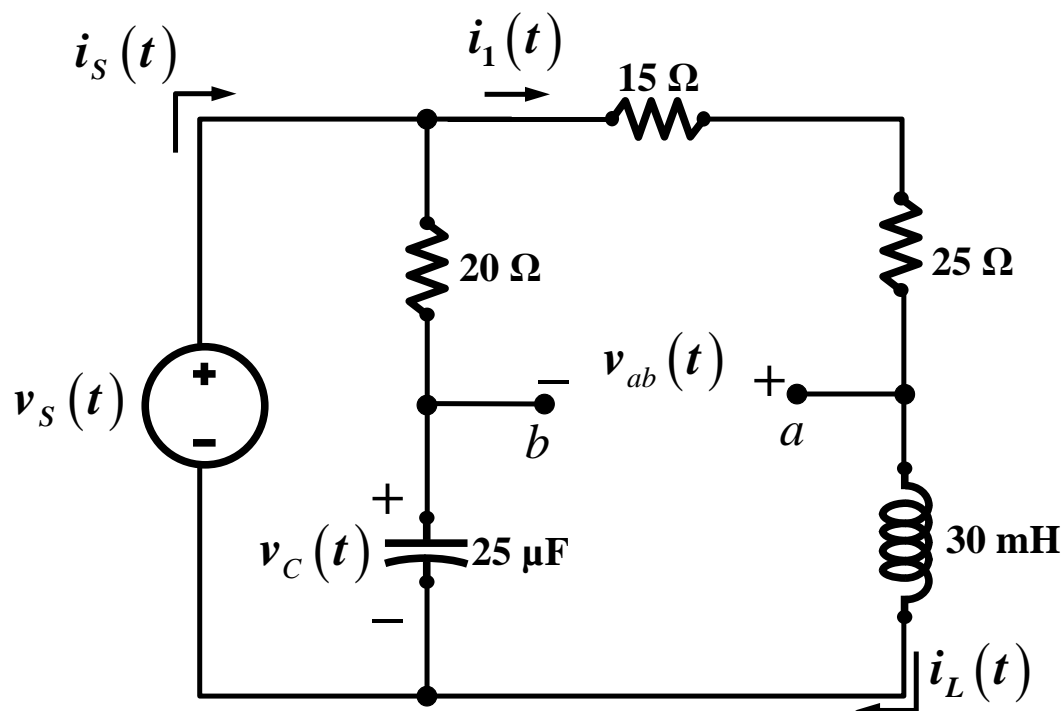 i_S(t)
i_1(t)
15 Ω
20 Ω
25 Ω
v_S(t)
+
−
−
v_ab(t)
+
b
a
+
v_C(t)
25 µF
−
30 mH
i_L(t)